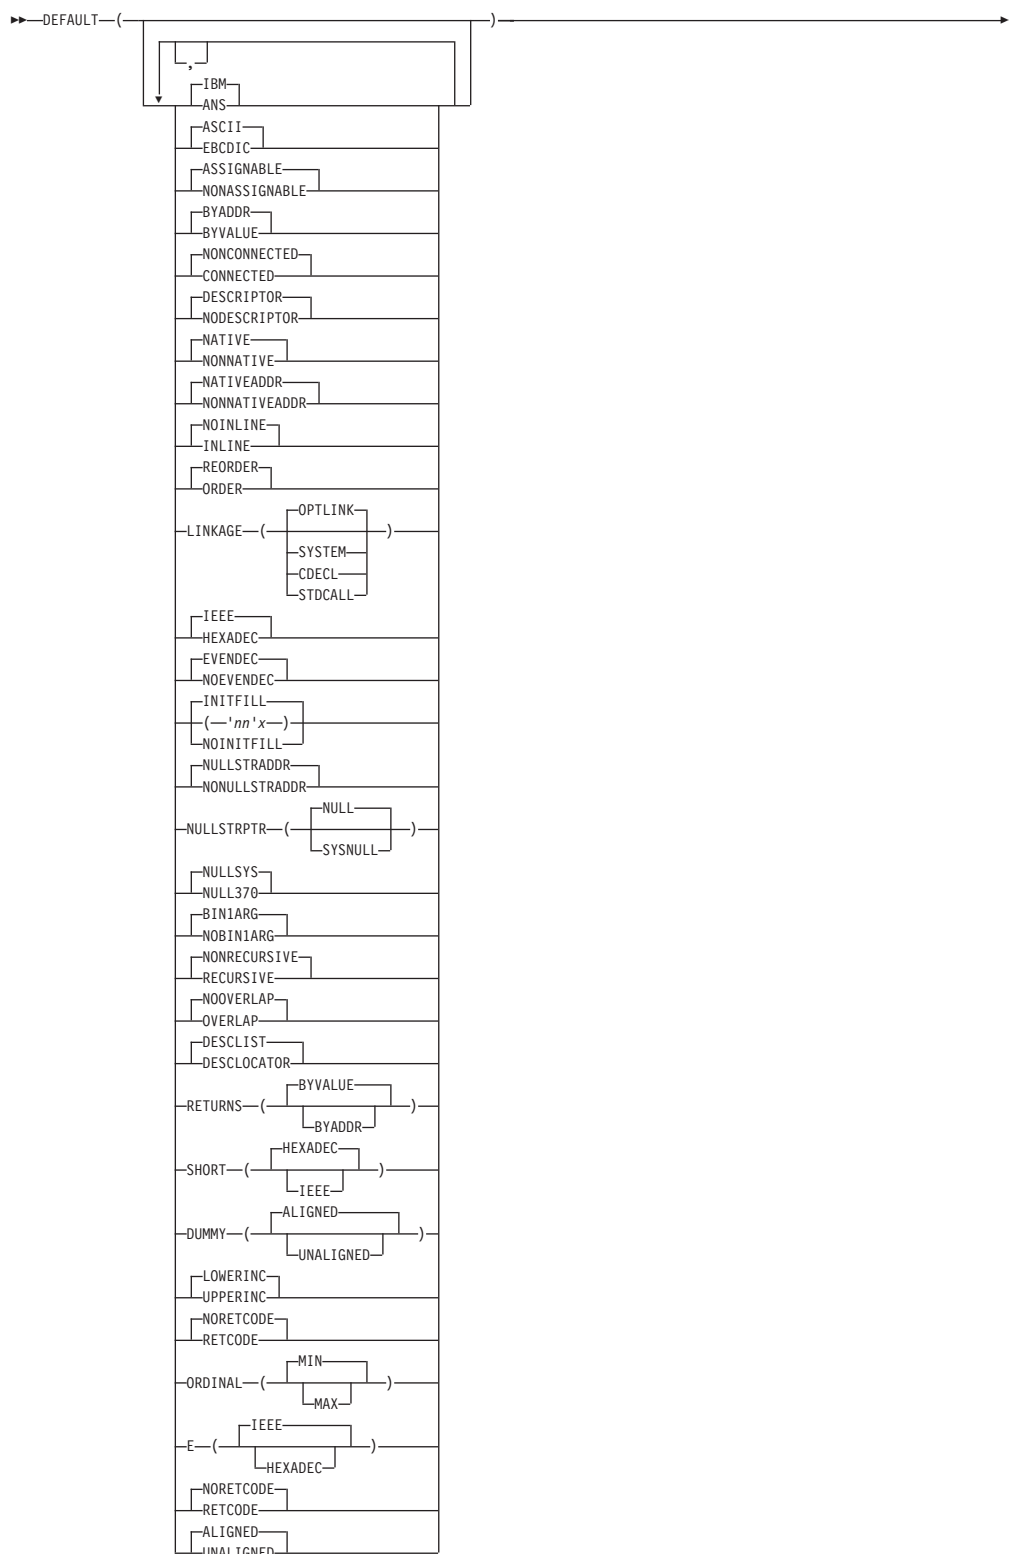 DEFAULT ( )
,
IBM
ANS
ASCII
EBCDIC
ASSIGNABLE
NONASSIGNABLE
BYADDR
BYVALUE
NONCONNECTED
CONNECTED
DESCRIPTOR
NODESCRIPTOR
NATIVE
NONNATIVE
NATIVEADDR
NONNATIVEADDR
NOINLINE
INLINE
REORDER
ORDER
OPTLINK
LINKAGE ( )
SYSTEM
CDECL
STDCALL
IEEE
HEXADEC
EVENDEC
NOEVENDEC
INITFILL
( 'nn'x )
NOINITFILL
NULLSTRADDR
NONULLSTRADDR
NULL
NULLSTRPTR ( )
SYSNULL
NULLSYS
NULL370
BIN1ARG
NOBIN1ARG
NONRECURSIVE
RECURSIVE
NOOVERLAP
OVERLAP
DESCLIST
DESCLOCATOR
BYVALUE
RETURNS ( )
BYADDR
HEXADEC
SHORT ( )
IEEE
ALIGNED
DUMMY ( )
UNALIGNED
LOWERINC
UPPERINC
NORETCODE
RETCODE
MIN
ORDINAL ( )
MAX
IEEE
E ( )
HEXADEC
NORETCODE
RETCODE
ALIGNED
UNALIGNED